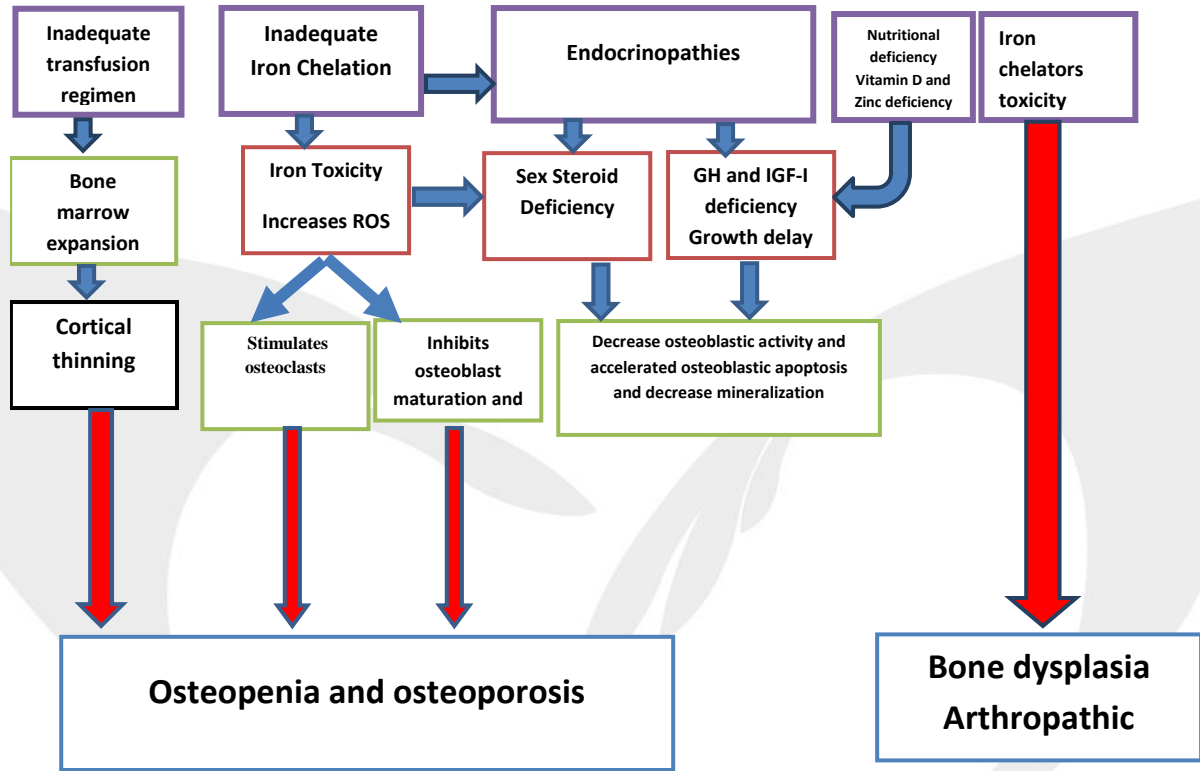 Inadequate
transfusion
regimen
Inadequate
Iron Chelation
Endocrinopathies
Nutritional
deficiency
Vitamin D and
Zinc deficiency
Iron
chelators
toxicity
Bone
marrow
expansion
Iron Toxicity
Increases ROS
Sex Steroid
Deficiency
GH and IGF-I
deficiency
Growth delay
Cortical
thinning
Stimulates
osteoclasts
Inhibits
osteoblast
maturation and
Decrease osteoblastic activity and
accelerated osteoblastic apoptosis
and decrease mineralization
Osteopenia and osteoporosis
Bone dysplasia
Arthropathic